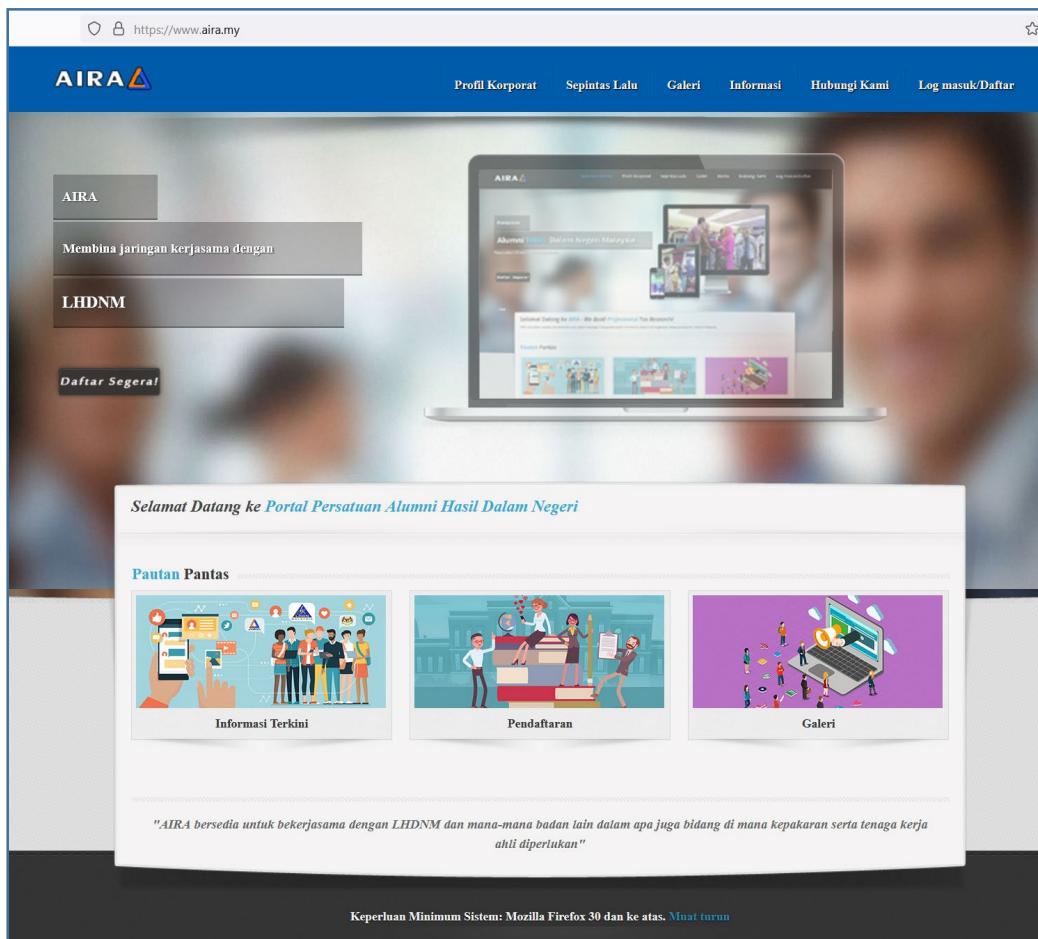 https://www.aira.my
AIRA
Profil Korporat Sepintas Lalu Galeri Informasi Hubungi Kami Log masuk/Daftar
AIRA
Membina jaringan kerjasama dengan
LHDNM
Daftar Segera!
AIRA
Selamat Datang ke Portal Persatuan Alumni Hasil Dalam Negeri
Pautan Pantas
Informasi Terkini Pendaftaran Galeri
"AIRA bersedia untuk bekerjasama dengan LHDNM dan mana-mana badan lain dalam apa juga bidang di mana kepakaran serta tenaga kerja
ahli diperlukan"
Keperluan Minimum Sistem: Mozilla Firefox 30 dan ke atas. Muat turun